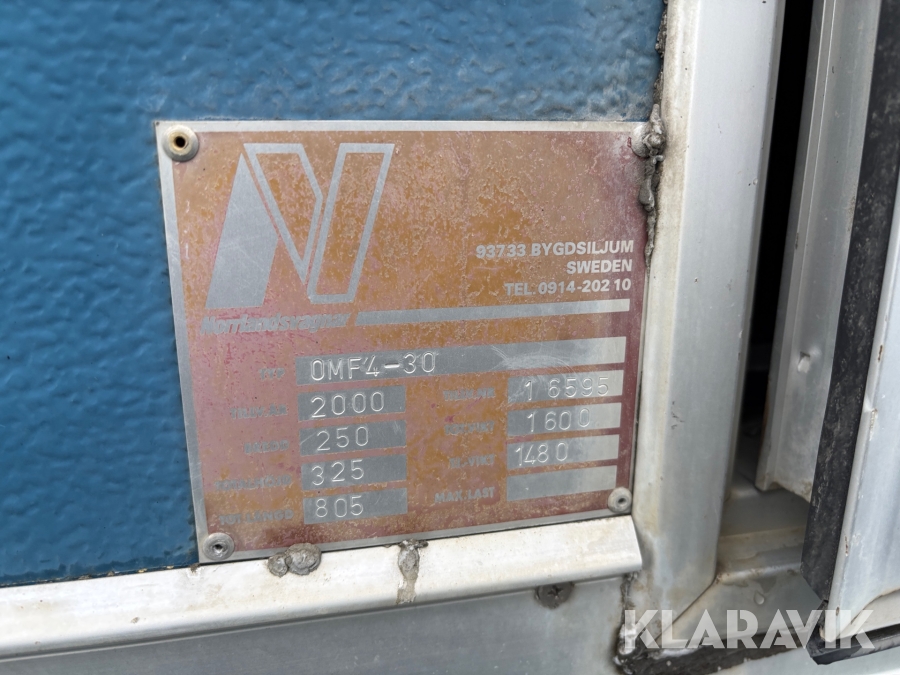 93733 BYGDSILJUM
SWEDEN
TEL. 0914-202 10
Norrlandsvagnar
OMF4-30
2000
16595
250
1600
325
1480
805
MAX. LAST
KLARAVIK